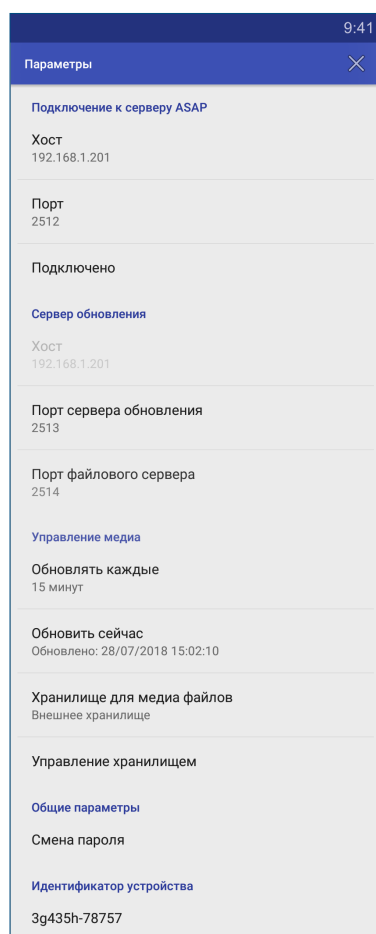 9:41
Параметры
Подключение к серверу ASAP
Хост
192.168.1.201
Порт
2512
Подключено
Сервер обновления
Хост
192.168.1.201
Порт сервера обновления
2513
Порт файлового сервера
2514
Управление медиа
Обновлять каждые
15 минут
Обновить сейчас
Обновлено: 28/07/2018 15:02:10
Хранилище для медиа файлов
Внешнее хранилище
Управление хранилищем
Общие параметры
Смена пароля
Идентификатор устройства
3g435h-78757